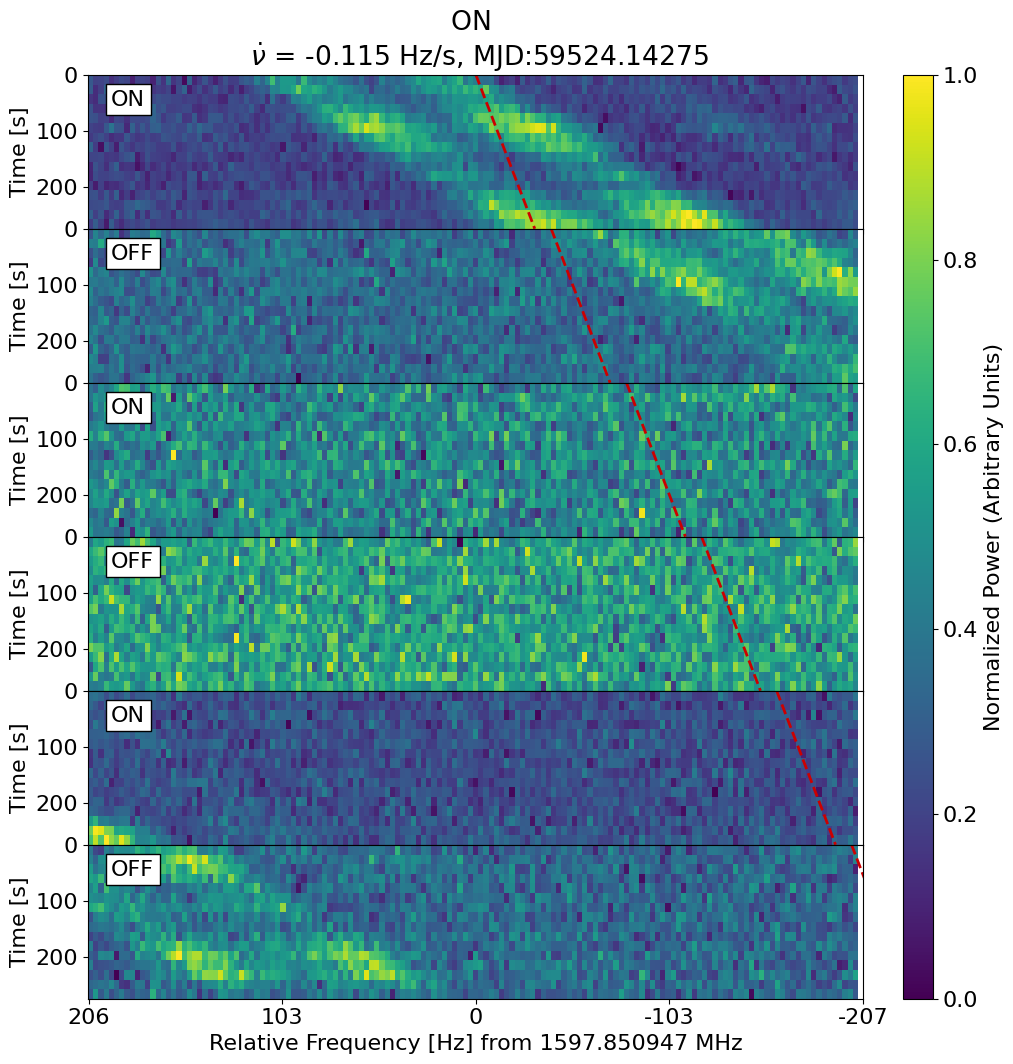 ON
ν̇ = -0.115 Hz/s, MJD:59524.14275
0
ON
100
200
Time [s]
0
OFF
100
200
Time [s]
0
ON
100
200
Time [s]
0
OFF
100
200
Time [s]
0
ON
100
200
Time [s]
0
OFF
100
200
Time [s]
206 103 0 -103 -207
Relative Frequency [Hz] from 1597.850947 MHz
1.0
0.8
0.6
0.4
0.2
0.0
Normalized Power (Arbitrary Units)